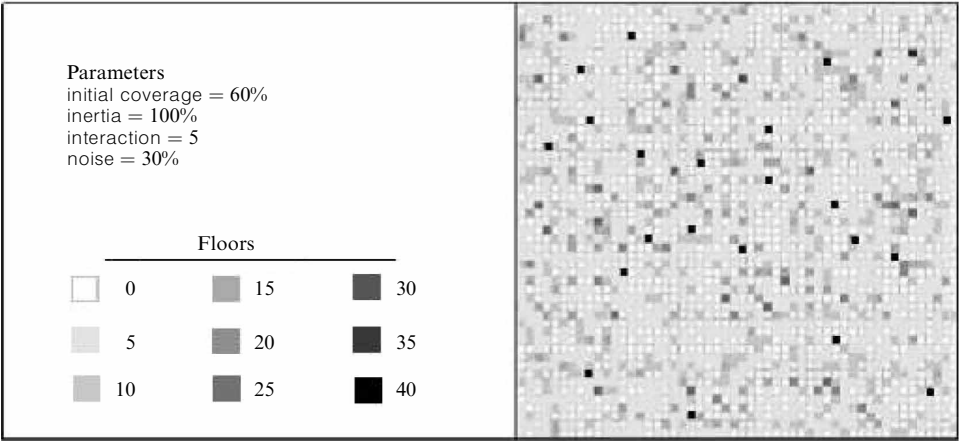 Parameters
initial coverage = 60%
inertia = 100%
interaction = 5
noise = 30%
Floors
0 15 30
5 20 35
10 25 40